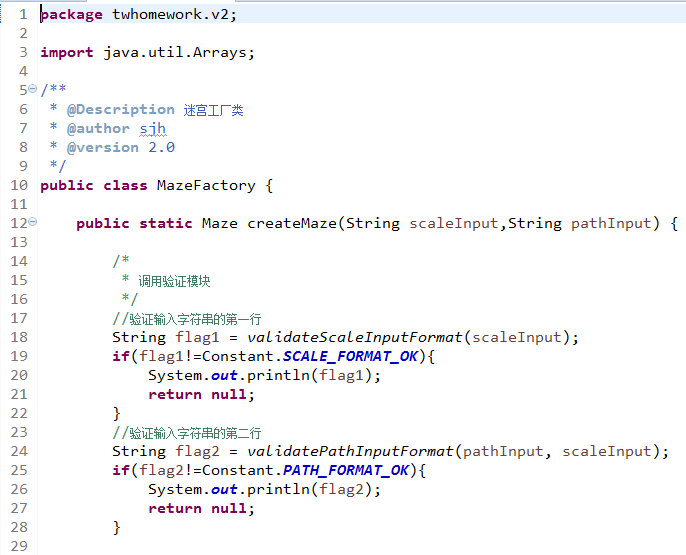 1 package twhomework.v2;
2
3 import java.util.Arrays;
4
5 /**
6 * @Description 迷宫工厂类
7 * @author sjh
8 * @version 2.0
9 */
10 public class MazeFactory {
11
12 public static Maze createMaze(String scaleInput,String pathInput) {
13
14 /*
15 * 调用验证模块
16 */
17 //验证输入字符串的第一行
18 String flag1 = validateScaleInputFormat(scaleInput);
19 if(flag1!=Constant.SCALE_FORMAT_OK){
20 System.out.println(flag1);
21 return null;
22 }
23 //验证输入字符串的第二行
24 String flag2 = validatePathInputFormat(pathInput, scaleInput);
25 if(flag2!=Constant.PATH_FORMAT_OK){
26 System.out.println(flag2);
27 return null;
28 }
29